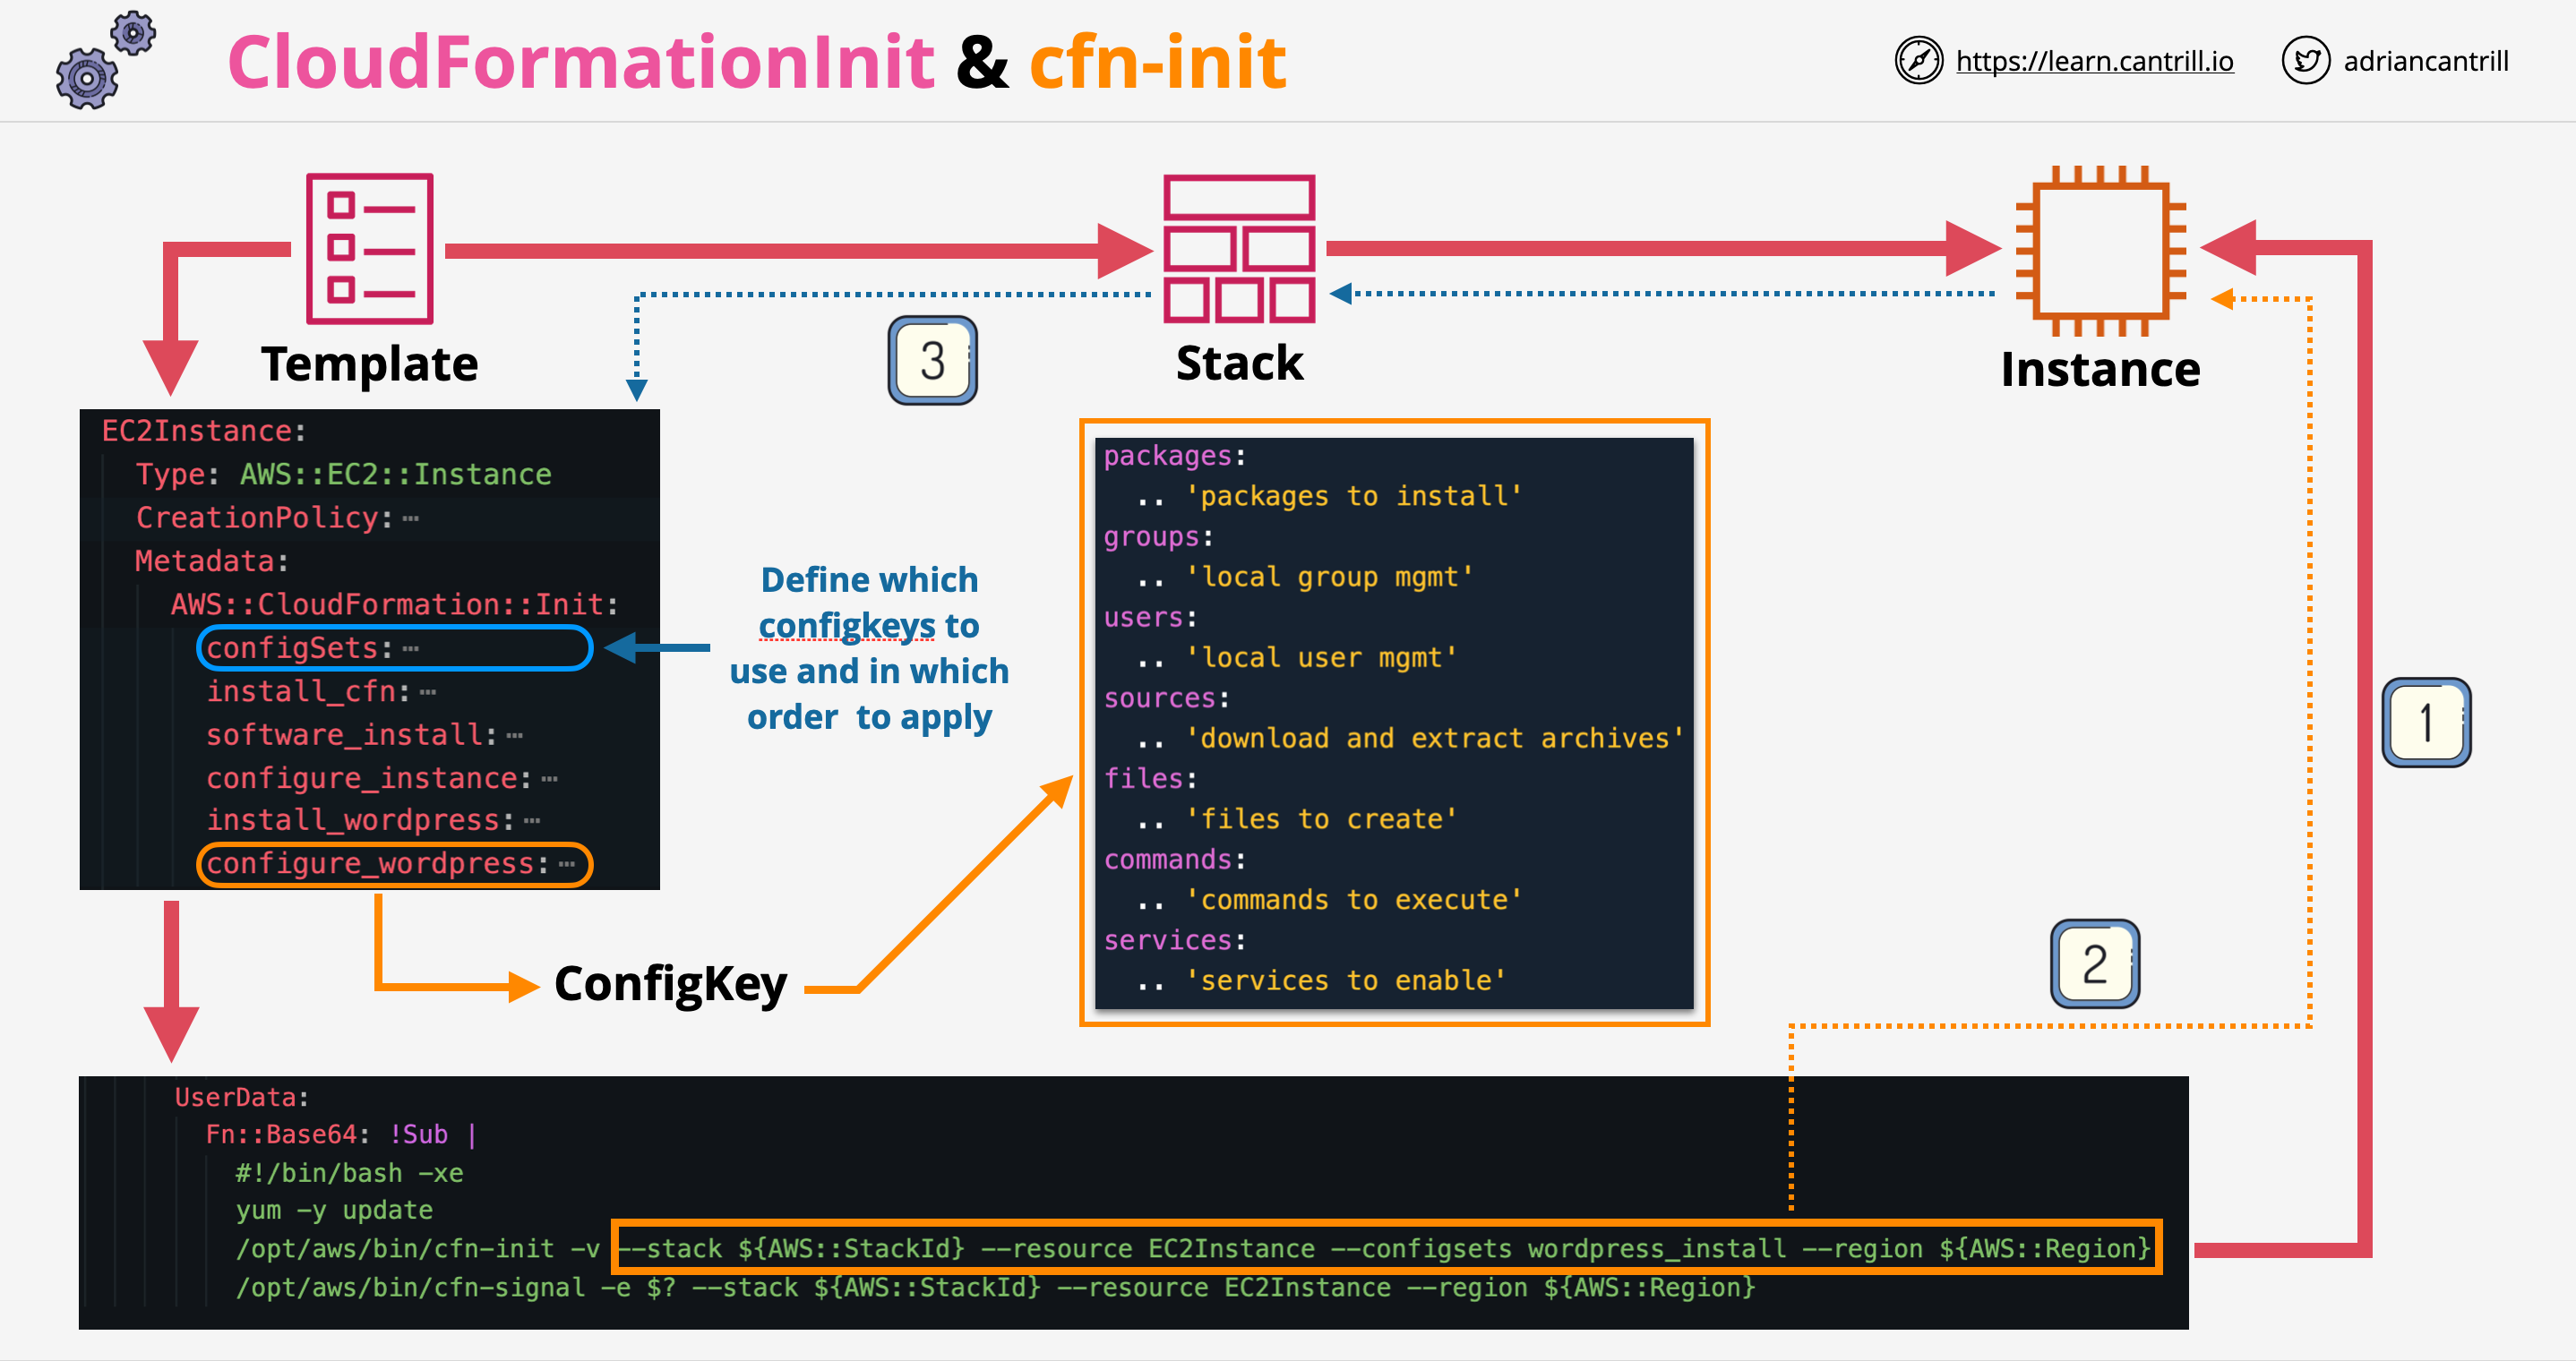 CloudFormationInit & cfn-init
https://learn.cantrill.io
adriancantrill
Template
Stack
Instance
3
EC2Instance:
Type: AWS::EC2::Instance
CreationPolicy: ...
Metadata:
AWS::CloudFormation::Init:
configSets: ...
install_cfn: ...
software_install: ...
configure_instance: ...
install_wordpress: ...
configure_wordpress: ...
Define which
configkeys to
use and in which
order to apply
packages:
.. 'packages to install'
groups:
.. 'local group mgmt'
users:
.. 'local user mgmt'
sources:
.. 'download and extract archives'
files:
.. 'files to create'
commands:
.. 'commands to execute'
services:
.. 'services to enable'
1
2
ConfigKey
UserData:
Fn::Base64: !Sub |
#!/bin/bash -xe
yum -y update
/opt/aws/bin/cfn-init -v --stack ${AWS::StackId} --resource EC2Instance --configsets wordpress_install --region ${AWS::Region}
/opt/aws/bin/cfn-signal -e $? --stack ${AWS::StackId} --resource EC2Instance --region ${AWS::Region}